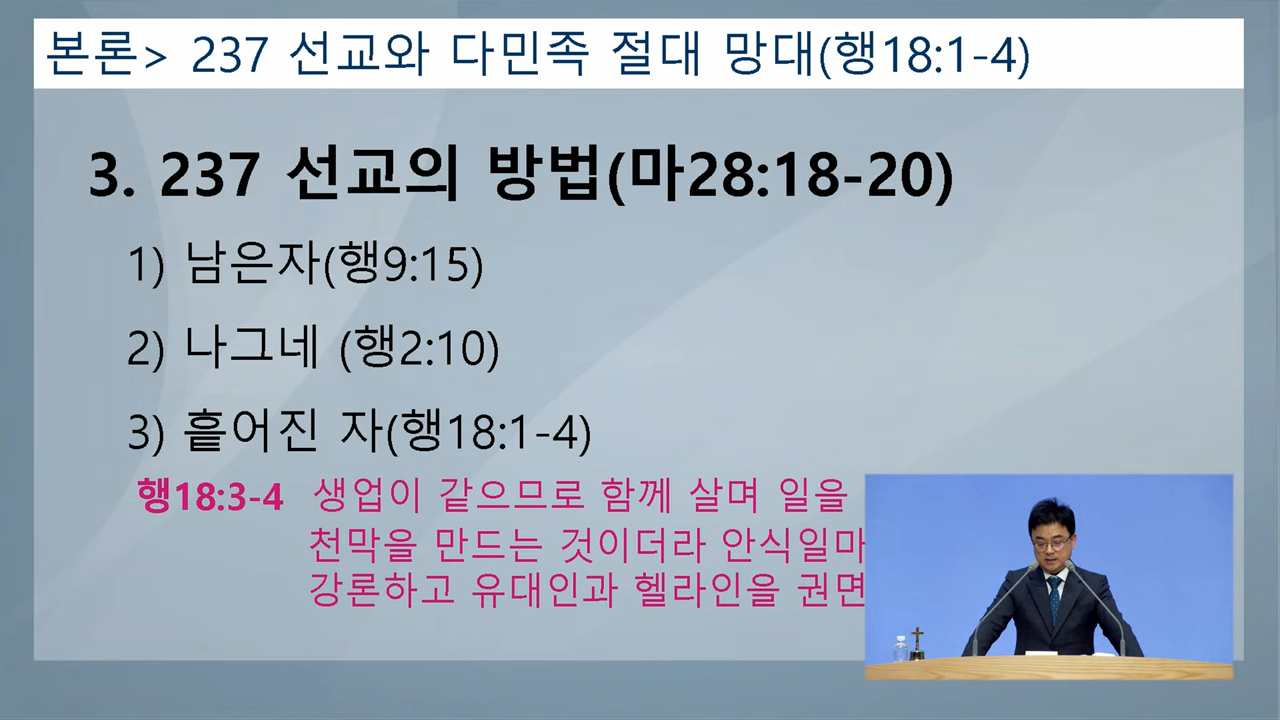 본론> 237 선교와 다민족 절대 망대(행18:1-4)
3. 237 선교의 방법(마28:18-20)
1) 남은자(행9:15)
2) 나그네 (행2:10)
3) 흩어진 자(행18:1-4)
행18:3-4 생업이 같으므로 함께 살며 일을
천막을 만드는 것이더라 안식일마
강론하고 유대인과 헬라인을 권면